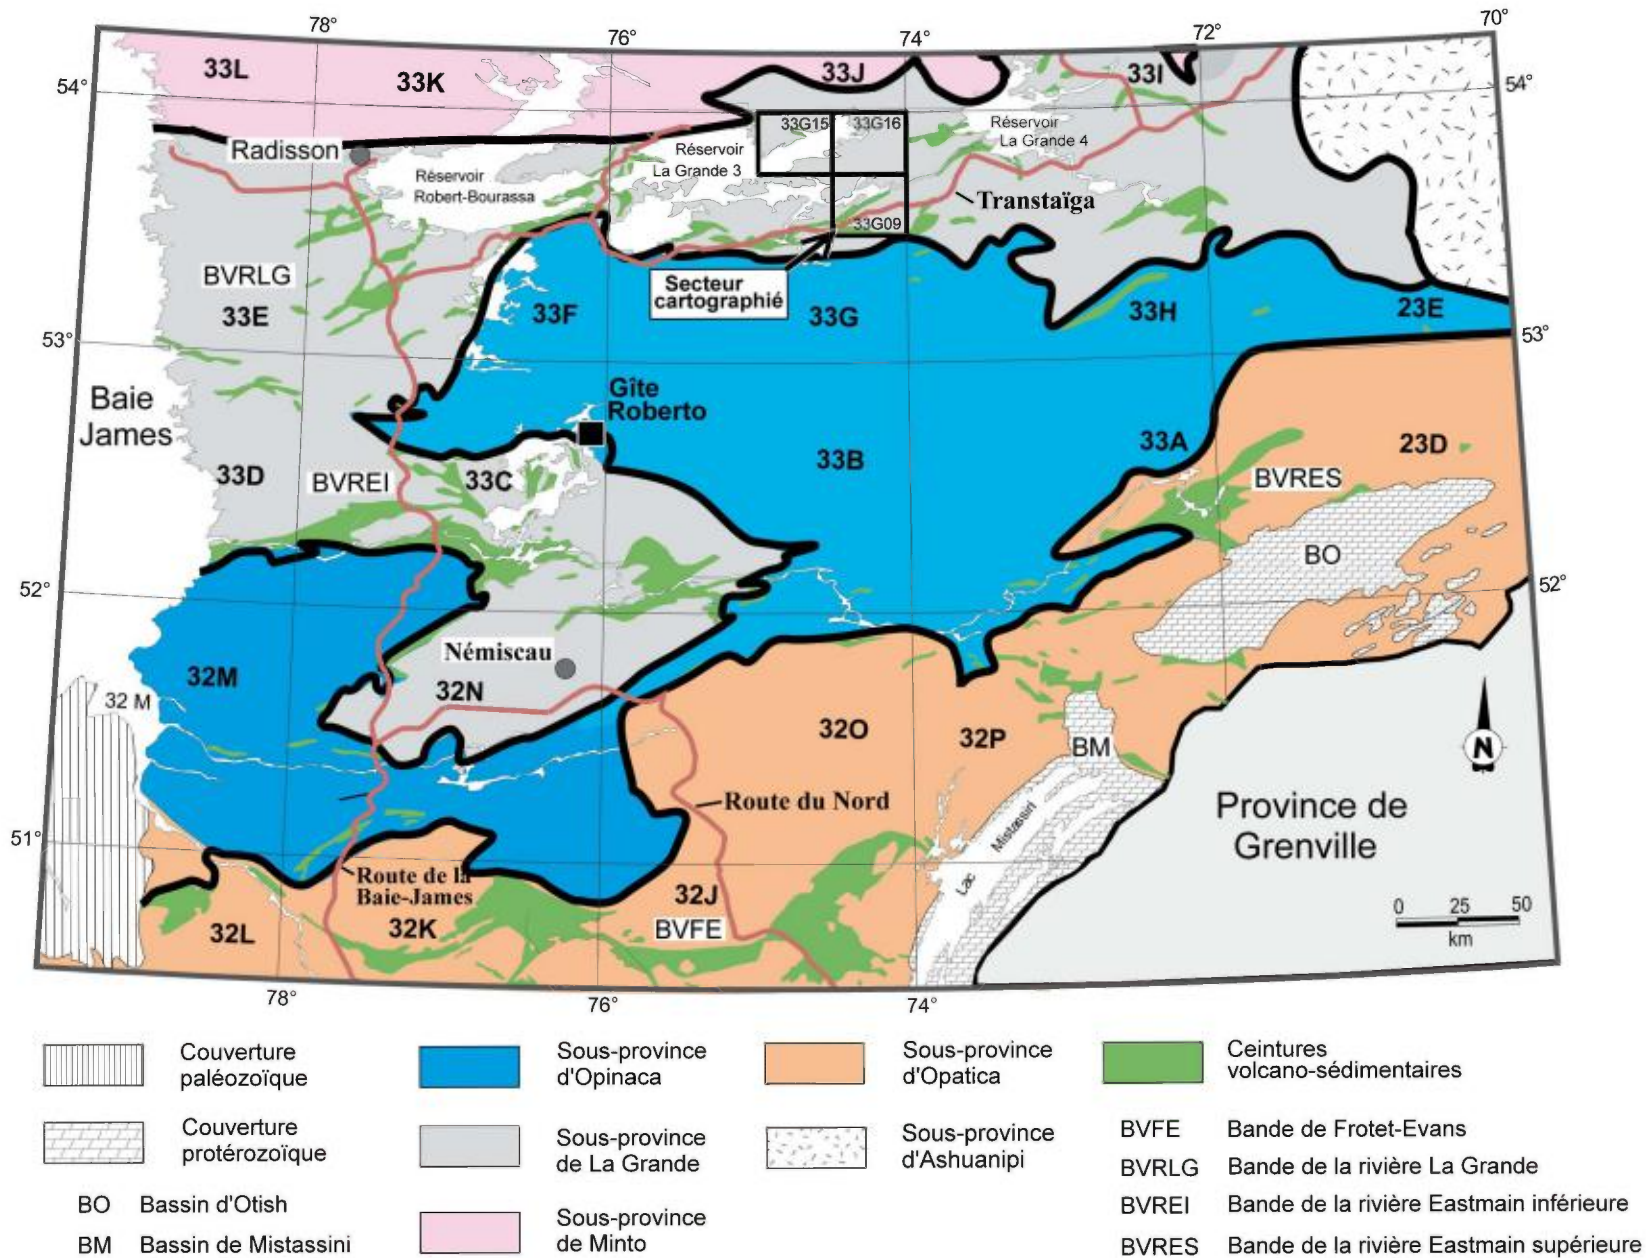 78°
76°
74°
72°
70°
54°
33L
33K
33J
33I
54°
Radisson
Réservoir
Robert-Bourassa
Réservoir
La Grande 3
33G15
33G16
Réservoir
La Grande 4
Transtaïga
33G09
BVRLG
33E
Secteur
cartographié
33F
33G
33H
23E
53°
53°
Baie
James
Gîte
Roberto
33D
BVREI
33C
33B
33A
23D
BVRES
BO
52°
52°
Némiscau
32M
32 M
32N
32O
32P
BM
N
Route du Nord
Lac Mistassini
Province de
Grenville
51°
Route de la
Baie-James
32L
32K
32J
BVFE
0 25 50
km
78°
76°
74°
Couverture
paléozoïque
Sous-province
d'Opinaca
Sous-province
d'Opatica
Ceintures
volcano-sédimentaires
Couverture
protérozoïque
Sous-province
de La Grande
Sous-province
d'Ashuanipi
BVFE Bande de Frotet-Evans
BVRLG Bande de la rivière La Grande
BVREI Bande de la rivière Eastmain inférieure
BVRES Bande de la rivière Eastmain supérieure
BO Bassin d'Otish
BM Bassin de Mistassini
Sous-province
de Minto